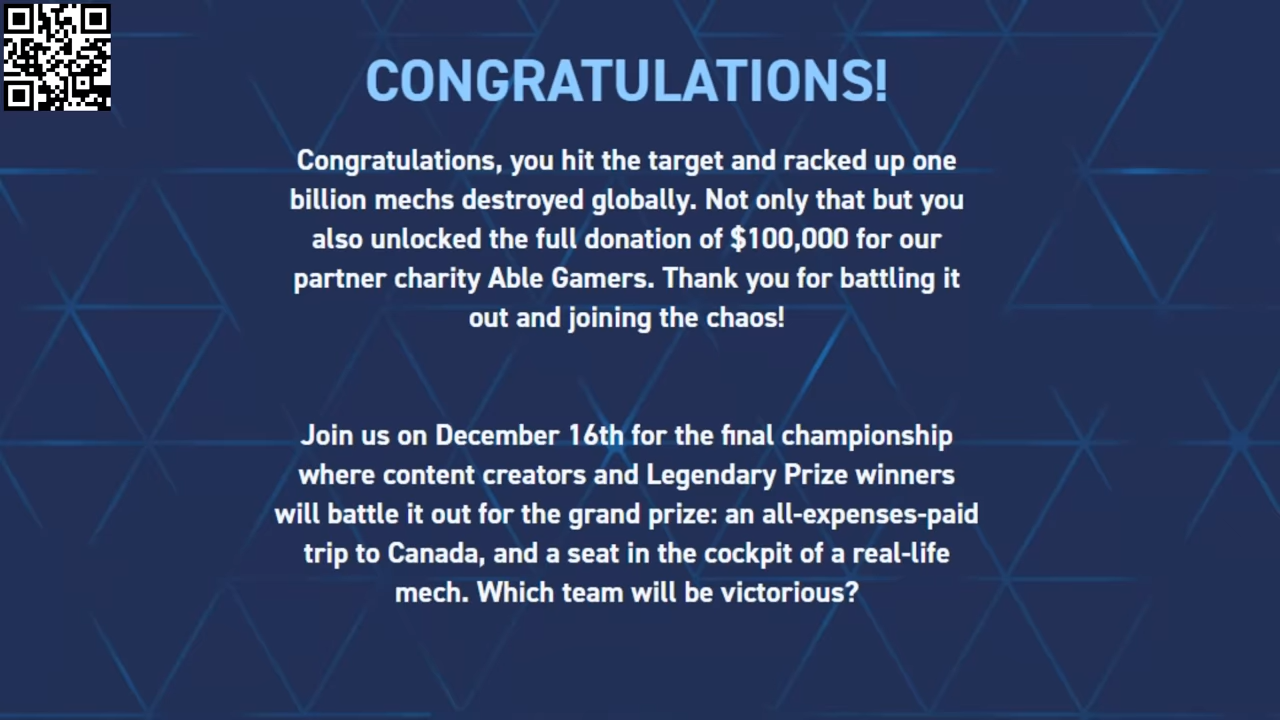 CONGRATULATIONS!
Congratulations, you hit the target and racked up one
billion mechs destroyed globally. Not only that but you
also unlocked the full donation of $100,000 for our
partner charity Able Gamers. Thank you for battling it
out and joining the chaos!
Join us on December 16th for the final championship
where content creators and Legendary Prize winners
will battle it out for the grand prize: an all-expenses-paid
trip to Canada, and a seat in the cockpit of a real-life
mech. Which team will be victorious?